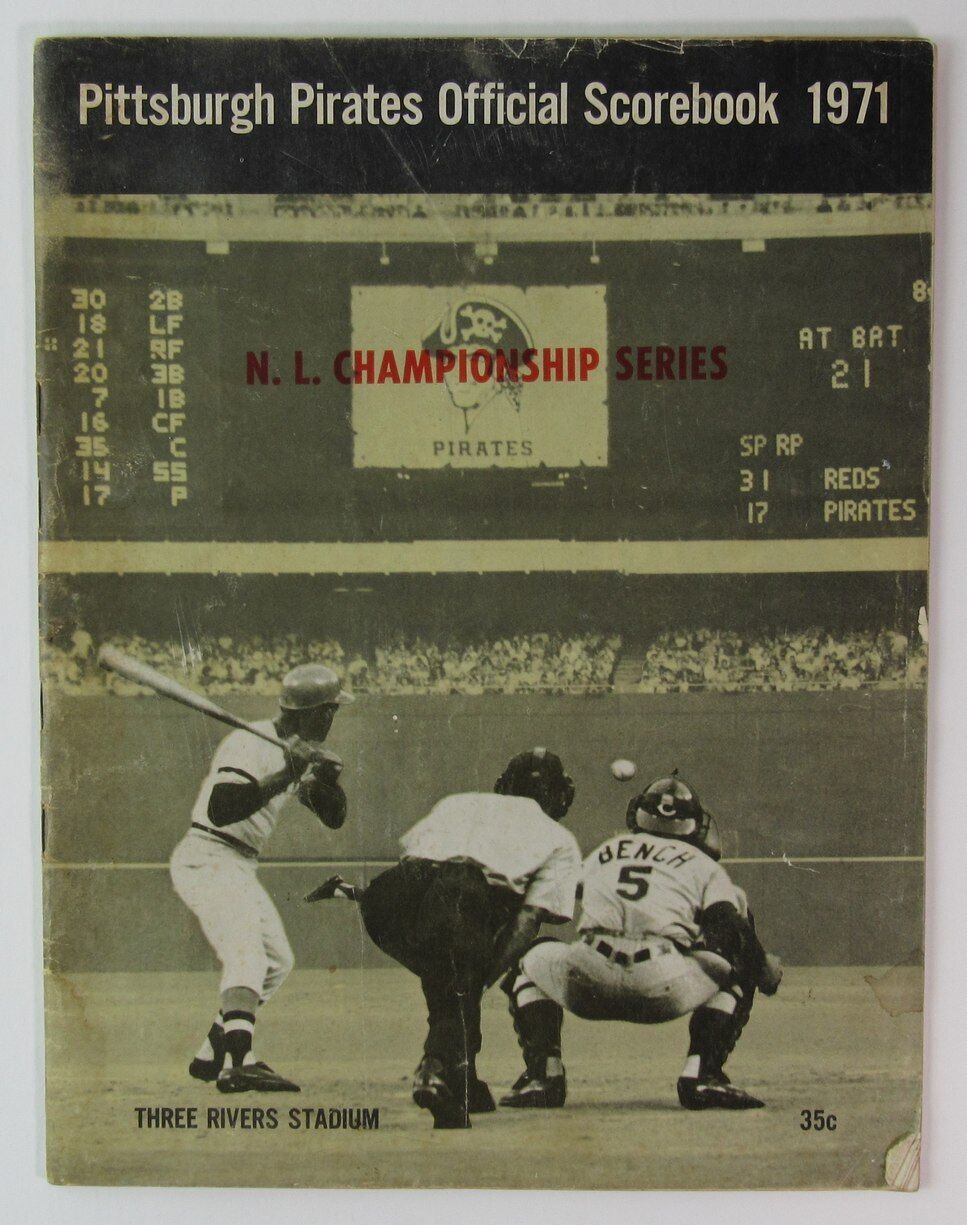 Pittsburgh Pirates Official Scorebook 1971
30 2B
18 LF
21 RF
20 3B
7 1B
16 CF
35 C
14 SS
17 P
N. L. CHAMPIONSHIP SERIES
PIRATES
8
AT BAT
21
SP RP
31 REDS
17 PIRATES
C
BENCH
5
THREE RIVERS STADIUM
35c